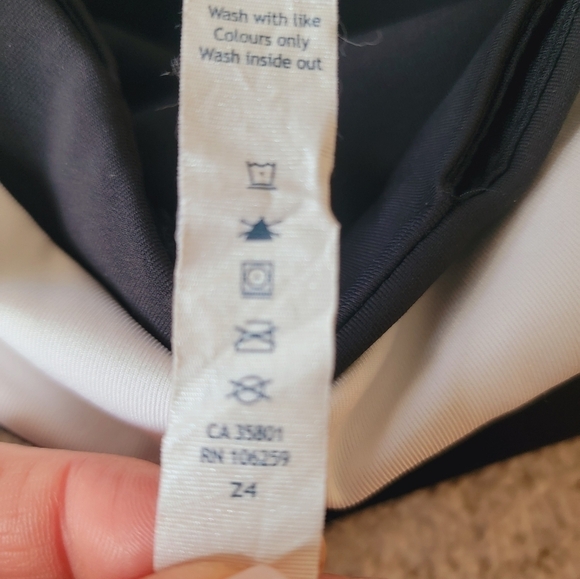 Wash with like
Colours only
Wash inside out
CA 35801
RN 106259
Z4